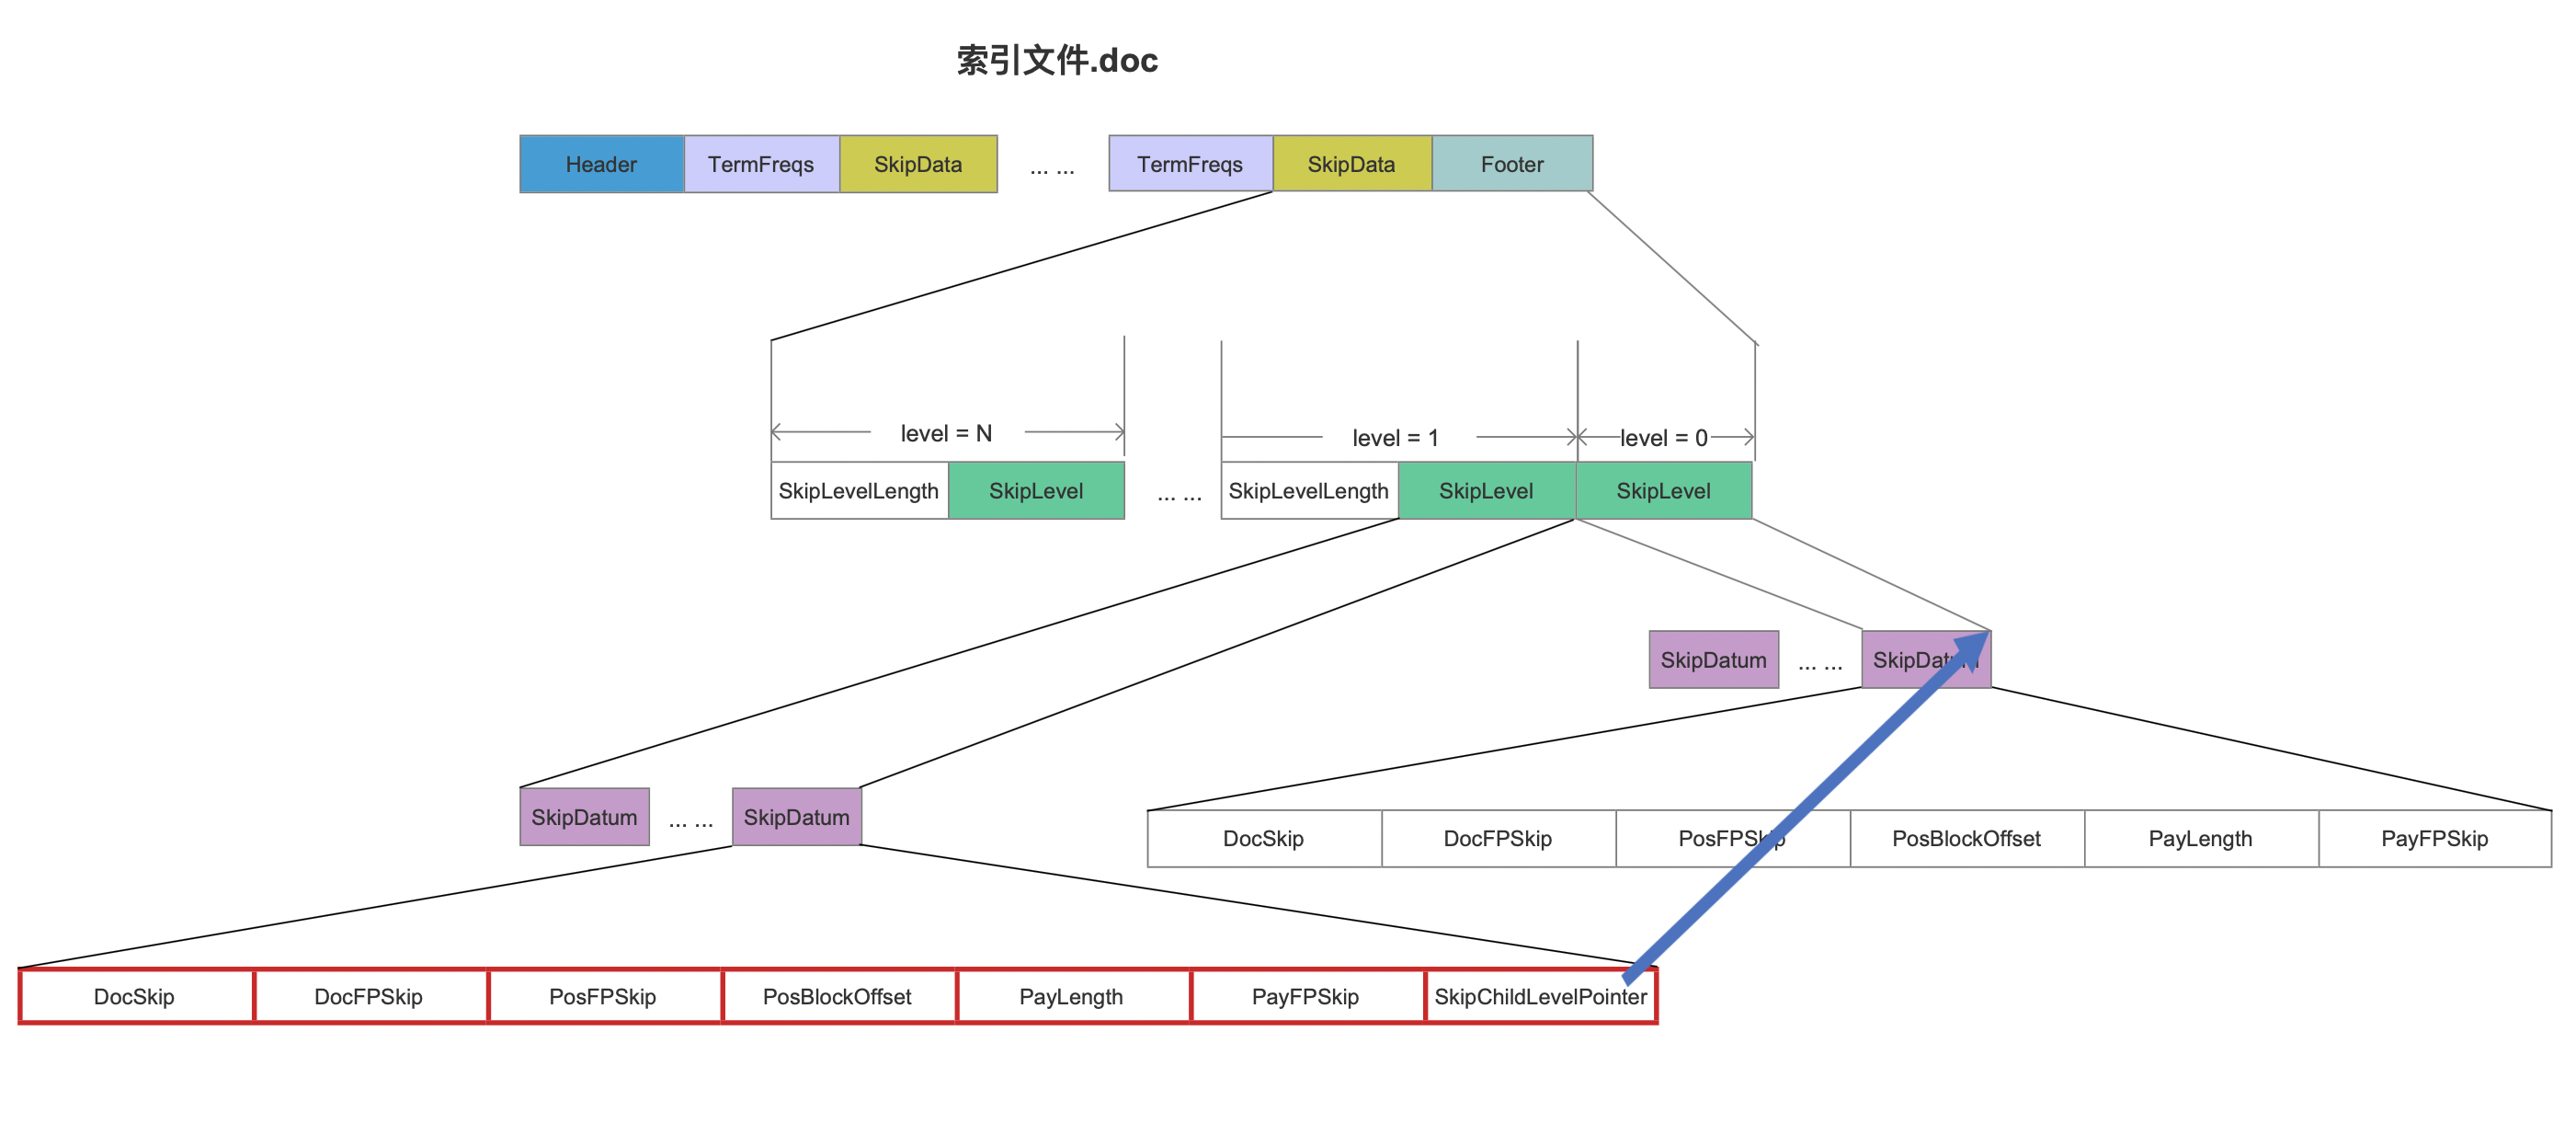 索引文件.doc
Header TermFreqs SkipData ... ... TermFreqs SkipData Footer
level = N level = 1 level = 0
SkipLevelLength SkipLevel ... ... SkipLevelLength SkipLevel SkipLevel
SkipDatum ... ... SkipDatum
SkipDatum ... ... SkipDatum
DocSkip DocFPSkip PosFPSkip PosBlockOffset PayLength PayFPSkip
DocSkip DocFPSkip PosFPSkip PosBlockOffset PayLength PayFPSkip SkipChildLevelPointer